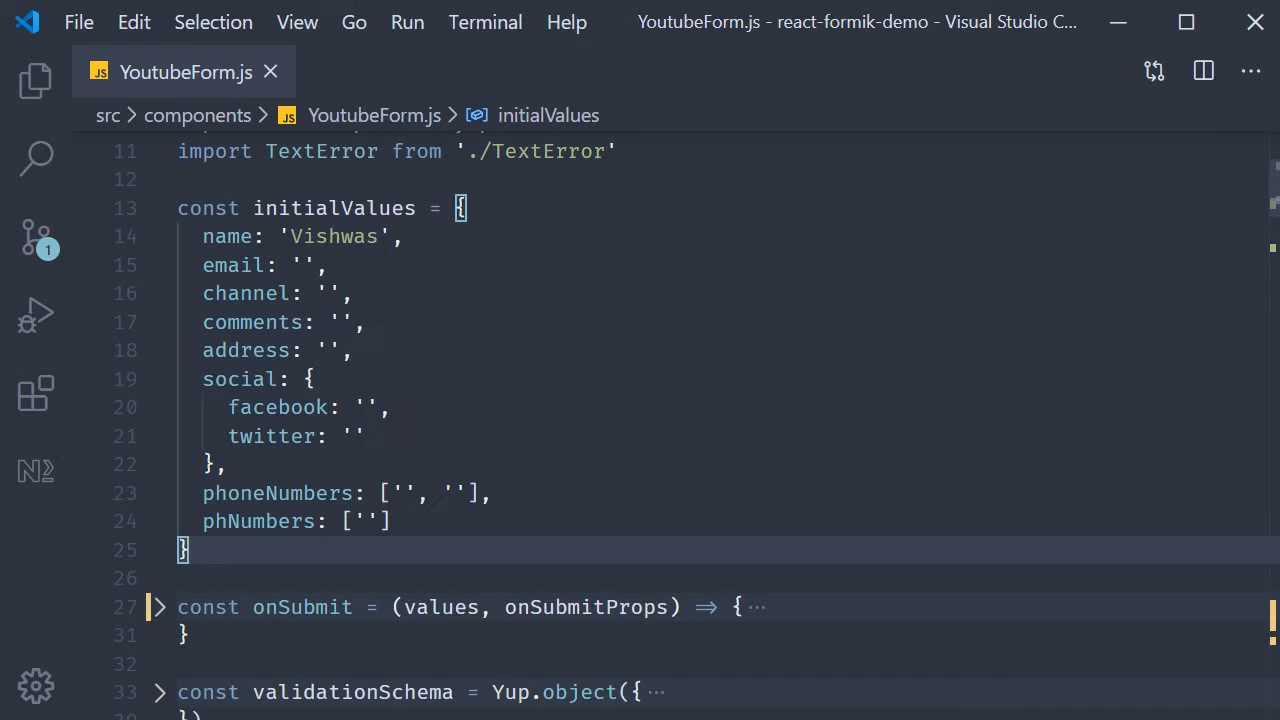 File Edit Selection View Go Run Terminal Help YoutubeForm.js - react-formik-demo - Visual Studio C...
JS YoutubeForm.js
src > components > JS YoutubeForm.js > initialValues
11 import TextError from './TextError'
12
13 const initialValues = {
14 name: 'Vishwas',
15 email: '',
16 channel: '',
17 comments: '',
18 address: '',
19 social: {
20 facebook: '',
21 twitter: ''
22 },
23 phoneNumbers: ['', ''],
24 phNumbers: ['']
25 }
26
1
27 const onSubmit = (values, onSubmitProps) ⇒ { ···
31 }
32
33 const validationSchema = Yup.object({ ···
})